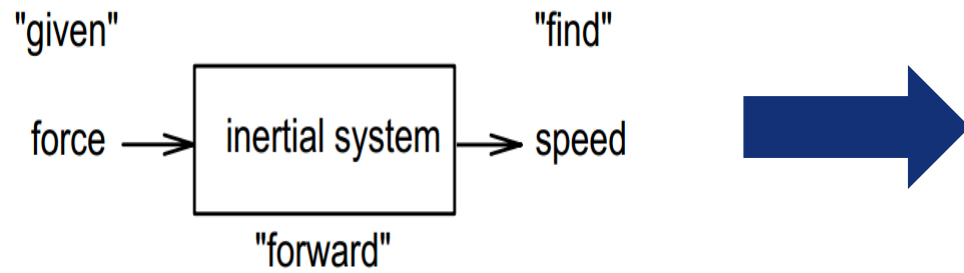 "given" "find"
force inertial system speed
"forward"